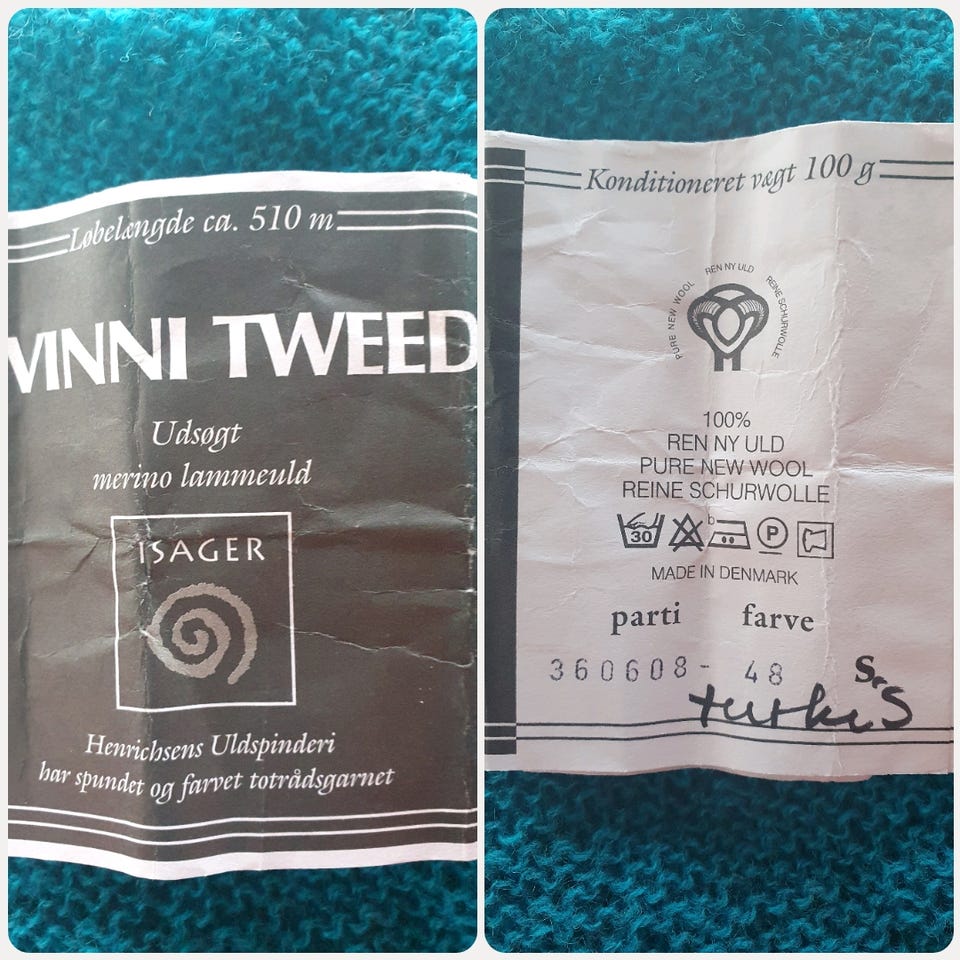 Løbelængde ca. 510 m
VINNI TWEED
Udsøgt
merino lammeuld
ISAGER
Henrichsens Uldspinderi
har spundet og farvet totrådsgarnet
Konditioneret vægt 100 g
PURE NEW WOOL REN NY ULD REINE SCHURWOLLE
100%
REN NY ULD
PURE NEW WOOL
REINE SCHURWOLLE
30 b P
MADE IN DENMARK
parti farve
360608- 48 S,S
turkis